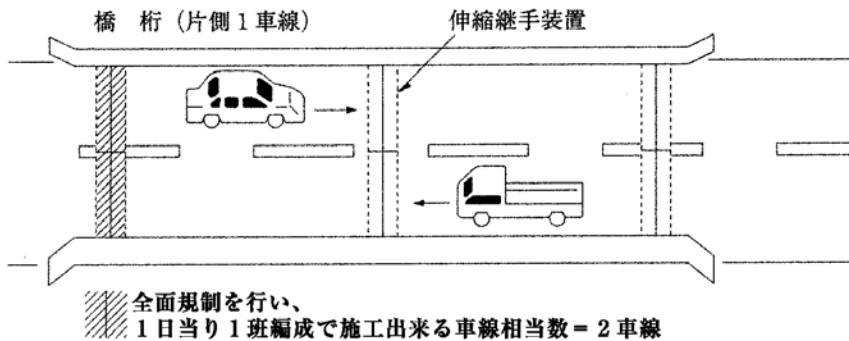 橋 桁（片側１車線）
伸縮継手装置
全面規制を行い、
１日当り１班編成で施工出来る車線相当数＝２車線